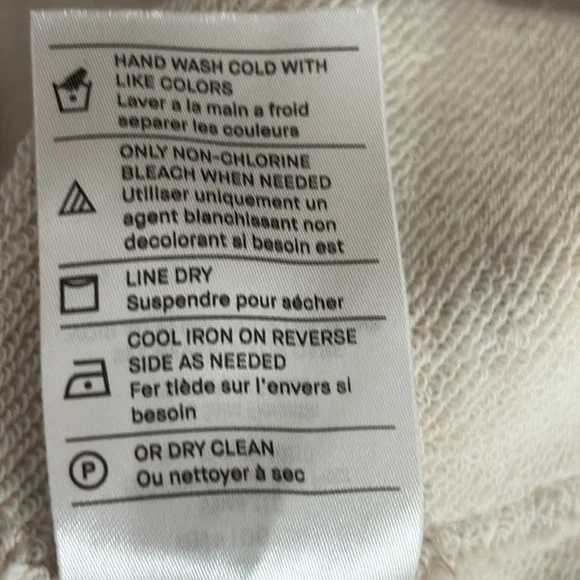 HAND WASH COLD WITH
LIKE COLORS
Laver a la main a froid
separer les couleurs
ONLY NON-CHLORINE
BLEACH WHEN NEEDED
Utiliser uniquement un
agent blanchissant non
decolorant si besoin est
LINE DRY
Suspendre pour sécher
COOL IRON ON REVERSE
SIDE AS NEEDED
Fer tiède sur l'envers si
besoin
P
OR DRY CLEAN
Ou nettoyer à sec